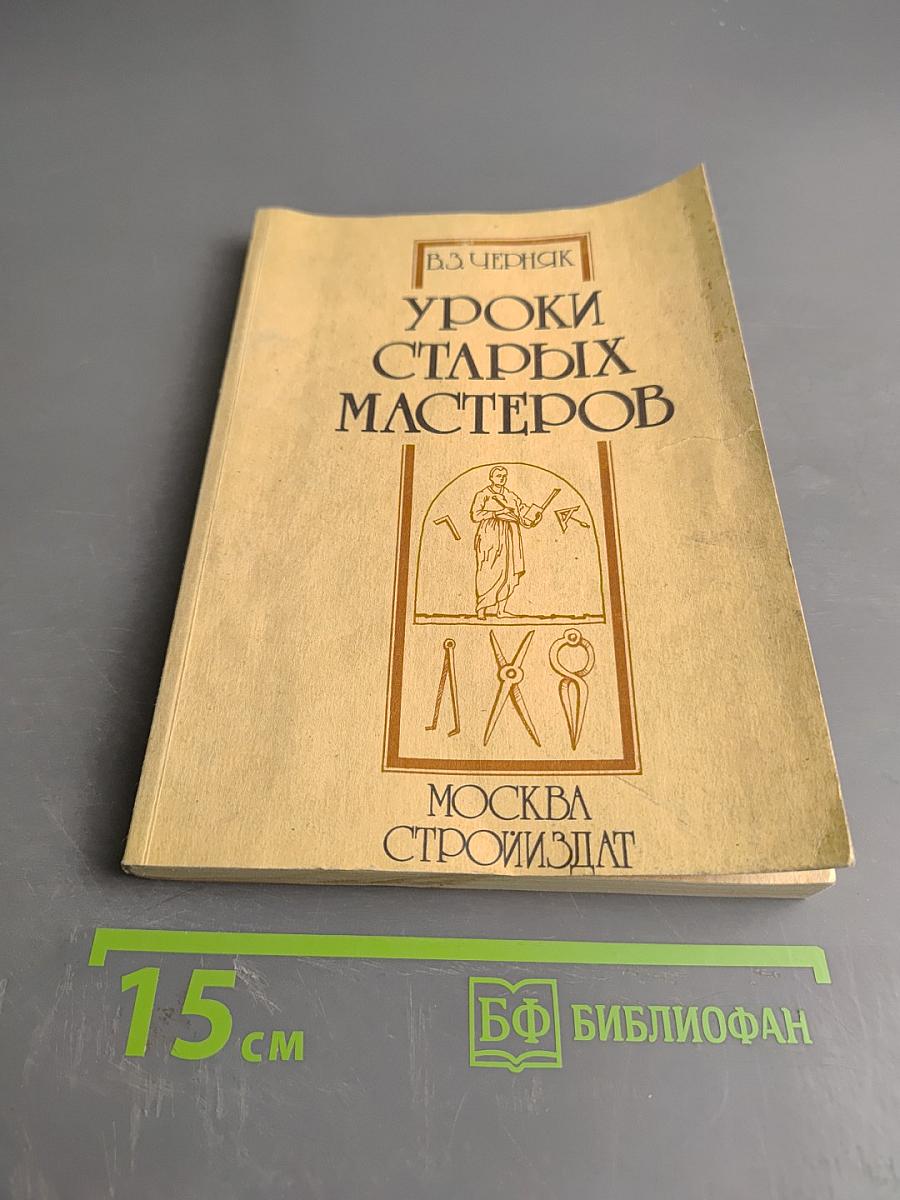 В.З. ЧЕРНЯК
УРОКИ
СТАРЫХ
МАСТЕРОВ
МОСКВА
СТРОЙИЗДАТ
15 см
БФ БИБЛИОФАН